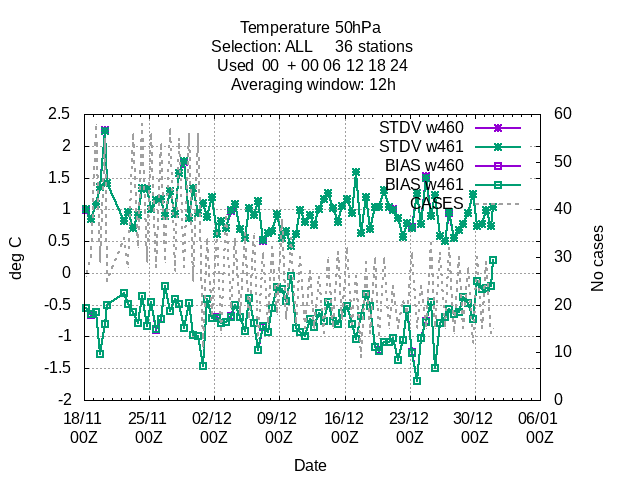 Temperature 50hPa
Selection: ALL 36 stations
Used 00 + 00 06 12 18 24
Averaging window: 12h
STDV w460
STDV w461
BIAS w460
BIAS w461
CASES
2.5
2
1.5
1
0.5
0
-0.5
-1
-1.5
-2
deg C
60
50
40
30
20
10
0
No cases
18/11 25/11 02/12 09/12 16/12 23/12 30/12 06/01
00Z 00Z 00Z 00Z 00Z 00Z 00Z 00Z
Date